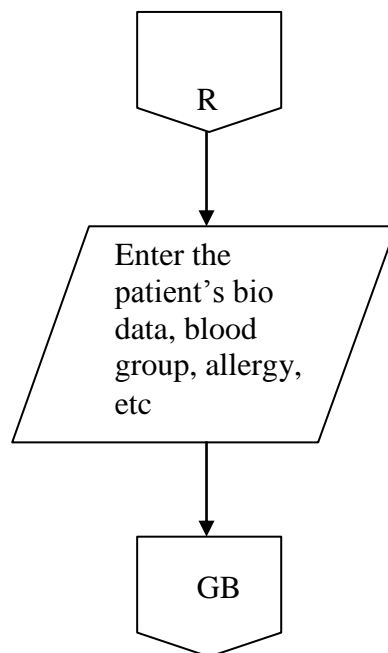 R
Enter the
patient’s bio
data, blood
group, allergy,
etc
GB